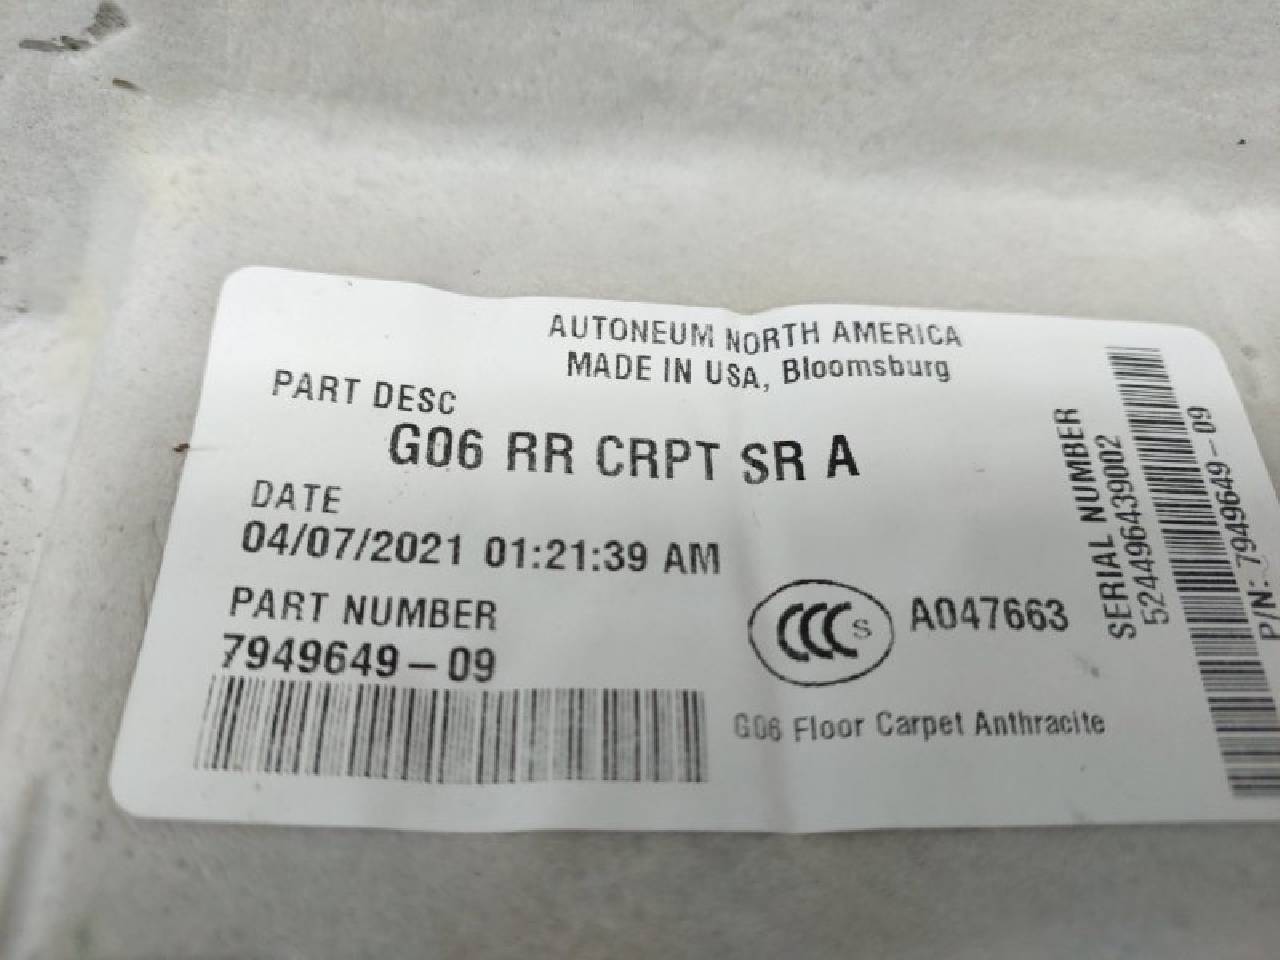 AUTONEUM NORTH AMERICA
MADE IN USA, Bloomsburg
PART DESC
G06 RR CRPT SR A
DATE
04/07/2021 01:21:39 AM
PART NUMBER
7949649-09
CCC S
A047663
G06 Floor Carpet Anthracite
SERIAL NUMBER
5244496439002
P/N: 7949649-09